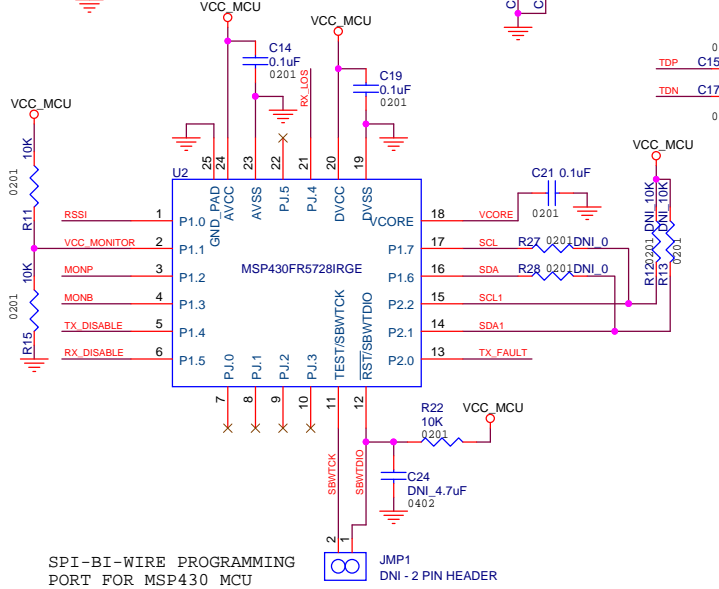 VCC_MCU
VCC_MCU
C
C
C14
0.1uF
0201
C19
0.1uF
0201
RX_LOS
0
TDP
C15
TDN
C17
0
VCC_MCU
VCC_MCU
10K
0201
R11
10K
0201
R15
25
24
23
22
21
20
19
U2
GND_PAD
AVCC
AVSS
PJ.5
PJ.4
DVCC
DVSS
C21 0.1uF
0201
RSSI
1
P1.0
VCC_MONITOR
2
P1.1
MONP
3
P1.2
MONB
4
P1.3
TX_DISABLE
5
P1.4
RX_DISABLE
6
P1.5
MSP430FR5728IRGE
VCORE
18
VCORE
P1.7
17
SCL
R27 0201 DNI_0
P1.6
16
SDA
R28 0201 DNI_0
P2.2
15
SCL1
P2.1
14
SDA1
P2.0
13
TX_FAULT
DNI_10K
0201
R12
DNI_10K
0201
R13
PJ.0
PJ.1
PJ.2
PJ.3
TEST/SBWTCK
RST/SBWTDIO
7
8
9
10
11
12
SBWTCK
SBWTDIO
R22
10K
0201
VCC_MCU
C24
DNI_4.7uF
0402
2
1
JMP1
DNI - 2 PIN HEADER
SPI-BI-WIRE PROGRAMMING
PORT FOR MSP430 MCU